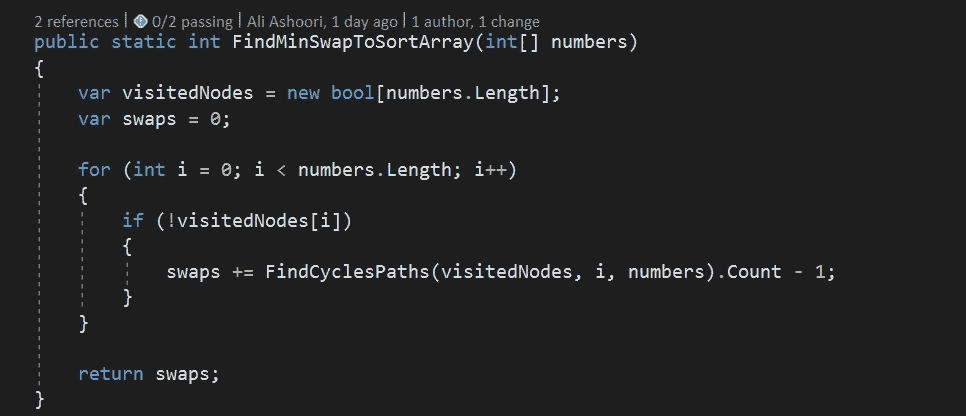 2 references | 0/2 passing | Ali Ashoori, 1 day ago | 1 author, 1 change
public static int FindMinSwapToSortArray(int[] numbers)
{
    var visitedNodes = new bool[numbers.Length];
    var swaps = 0;
    for (int i = 0; i < numbers.Length; i++)
    {
        if (!visitedNodes[i])
        {
            swaps += FindCyclesPaths(visitedNodes, i, numbers).Count - 1;
        }
    }
    return swaps;
}